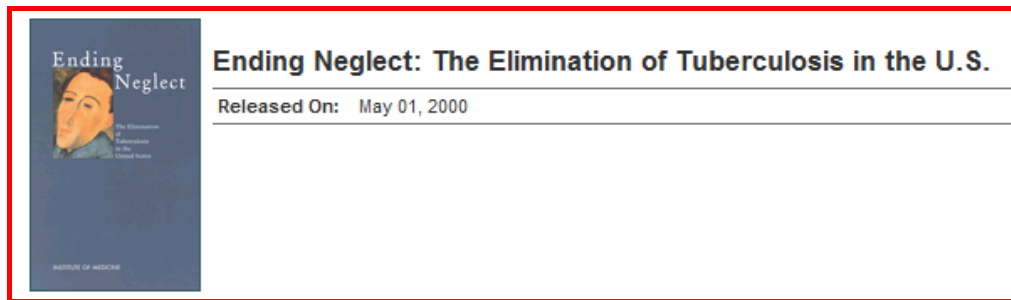 Ending
Neglect
The Elimination
of
Tuberculosis
in the
United States
INSTITUTE OF MEDICINE
Ending Neglect: The Elimination of Tuberculosis in the U.S.
Released On: May 01, 2000